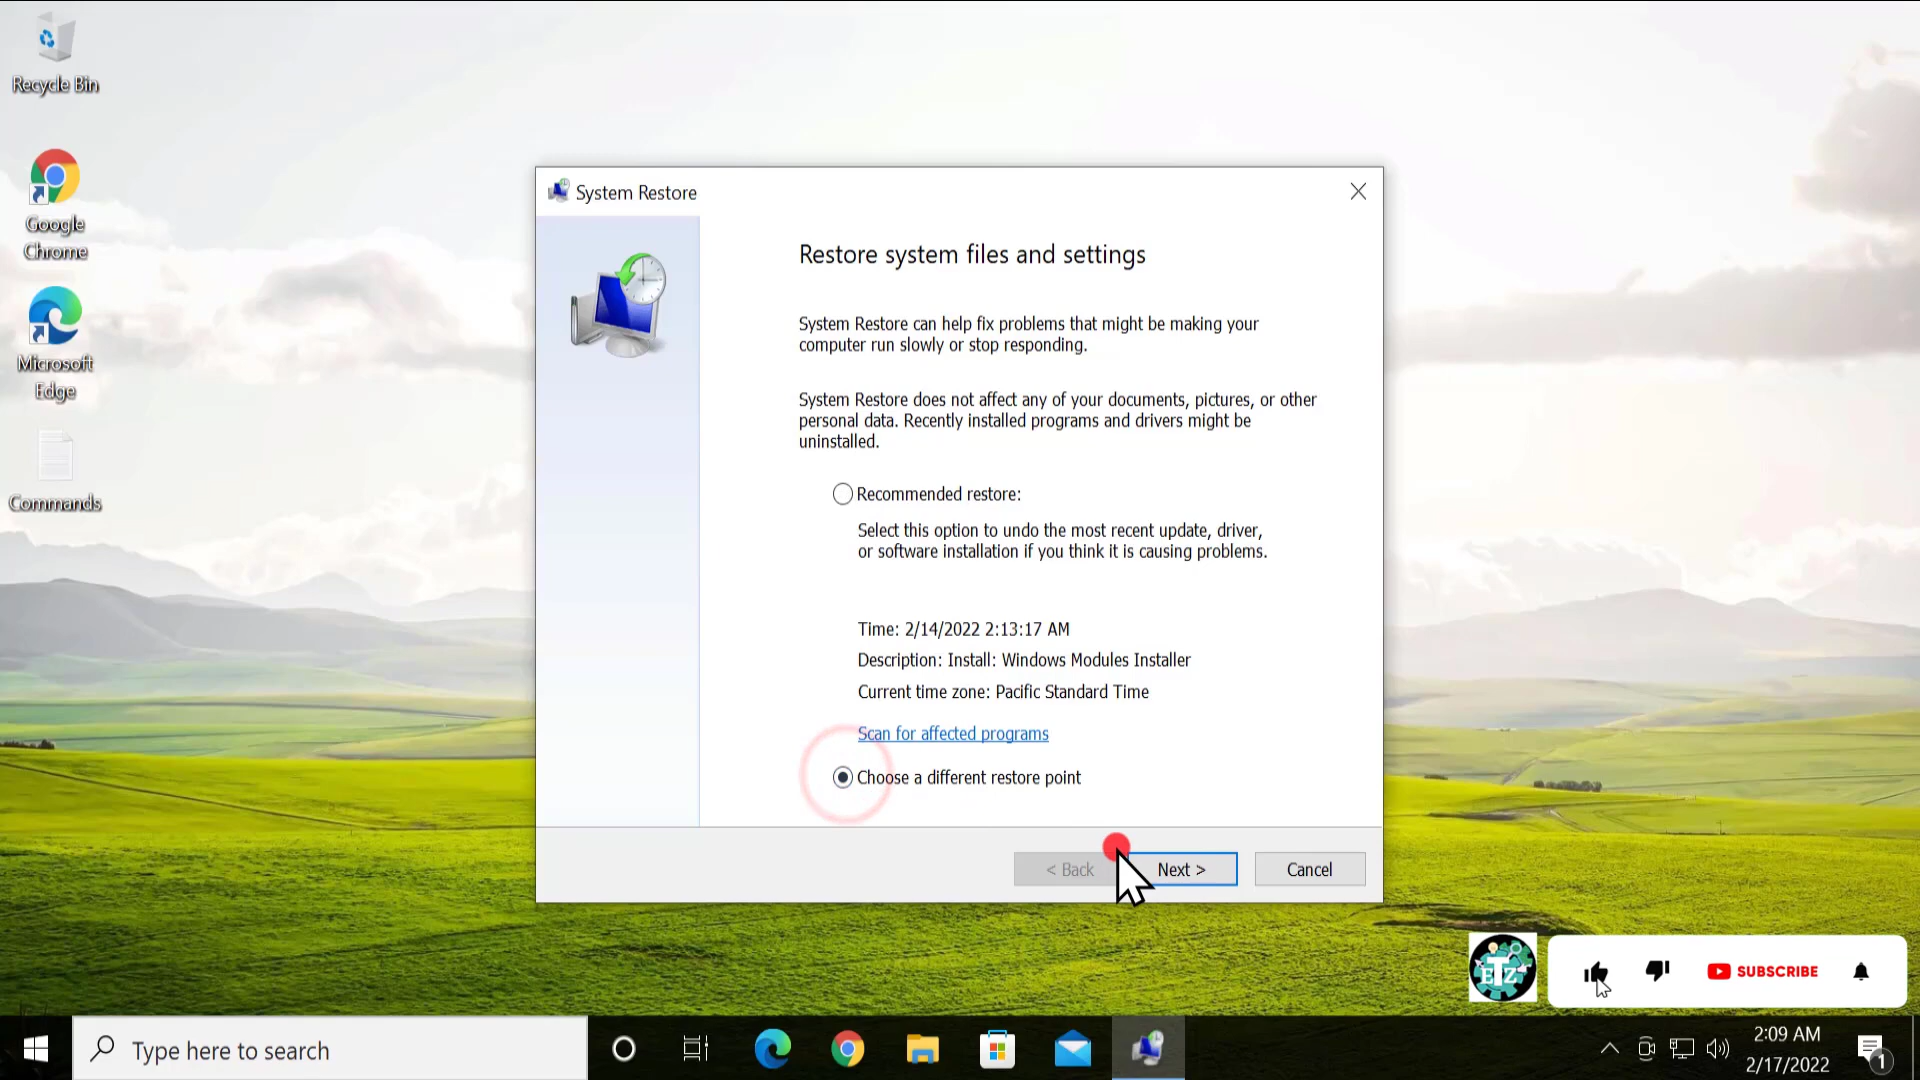 Recycle Bin
Google
Chrome
Microsoft
Edge
Commands
System Restore
Restore system files and settings
System Restore can help fix problems that might be making your
computer run slowly or stop responding.
System Restore does not affect any of your documents, pictures, or other
personal data. Recently installed programs and drivers might be
uninstalled.
Recommended restore:
Select this option to undo the most recent update, driver,
or software installation if you think it is causing problems.
Time: 2/14/2022 2:13:17 AM
Description: Install: Windows Modules Installer
Current time zone: Pacific Standard Time
Scan for affected programs
Choose a different restore point
< Back
Next >
Cancel
ETZ
SUBSCRIBE
Type here to search
2:09 AM
2/17/2022
1